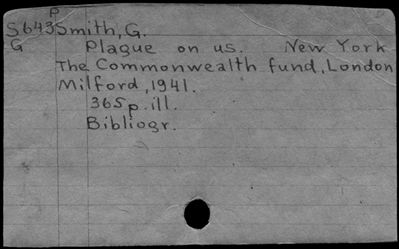 P
S643 Smith, G.
G Plague on us. New York
The Commonwealth fund, London
Milford, 1941.
365p. ill.
Bibliogr.